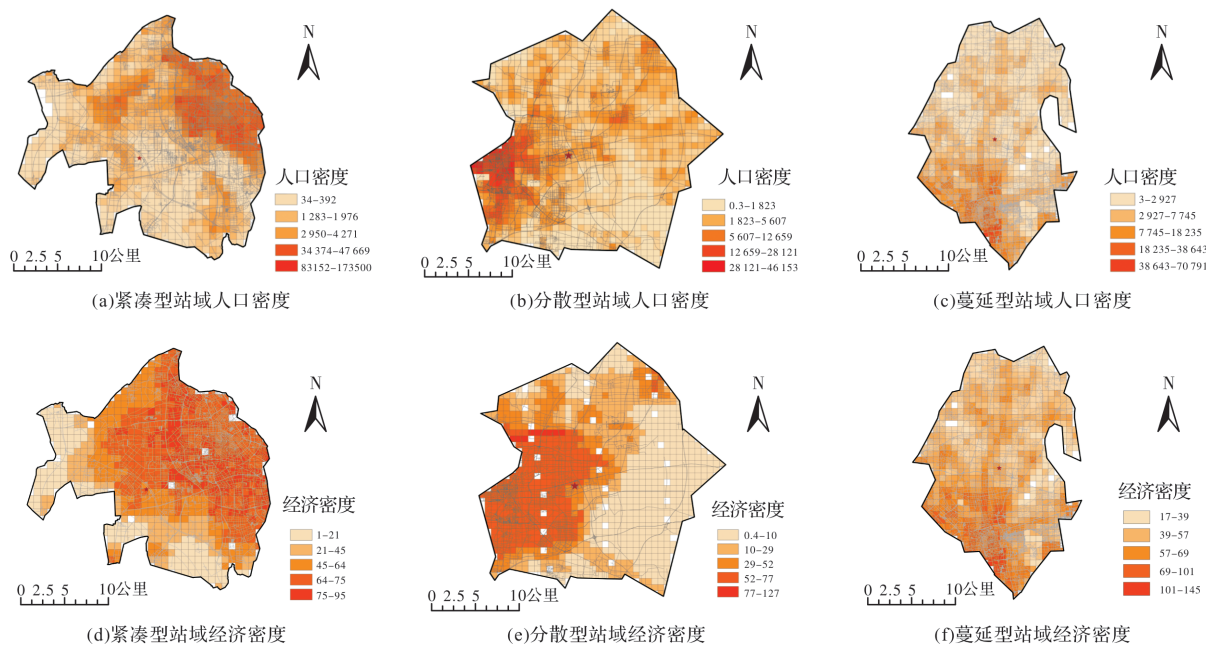 N
人口密度
34-392
1 283-1 976
2 950-4 271
34 374-47 669
83152-173500
0 2.5 5 10公里
(a)紧凑型站域人口密度
N
人口密度
0.3-1 823
1 823-5 607
5 607-12 659
12 659-28 121
28 121-46 153
0 2.5 5 10公里
(b)分散型站域人口密度
N
人口密度
3-2 927
2 927-7 745
7 745-18 235
18 235-38 643
38 643-70 791
0 2.5 5 10公里
(c)蔓延型站域人口密度
N
经济密度
1-21
21-45
45-64
64-75
75-95
0 2.5 5 10公里
(d)紧凑型站域经济密度
N
经济密度
0.4-10
10-29
29-52
52-77
77-127
0 2.5 5 10公里
(e)分散型站域经济密度
N
经济密度
17-39
39-57
57-69
69-101
101-145
0 2.5 5 10公里
(f)蔓延型站域经济密度